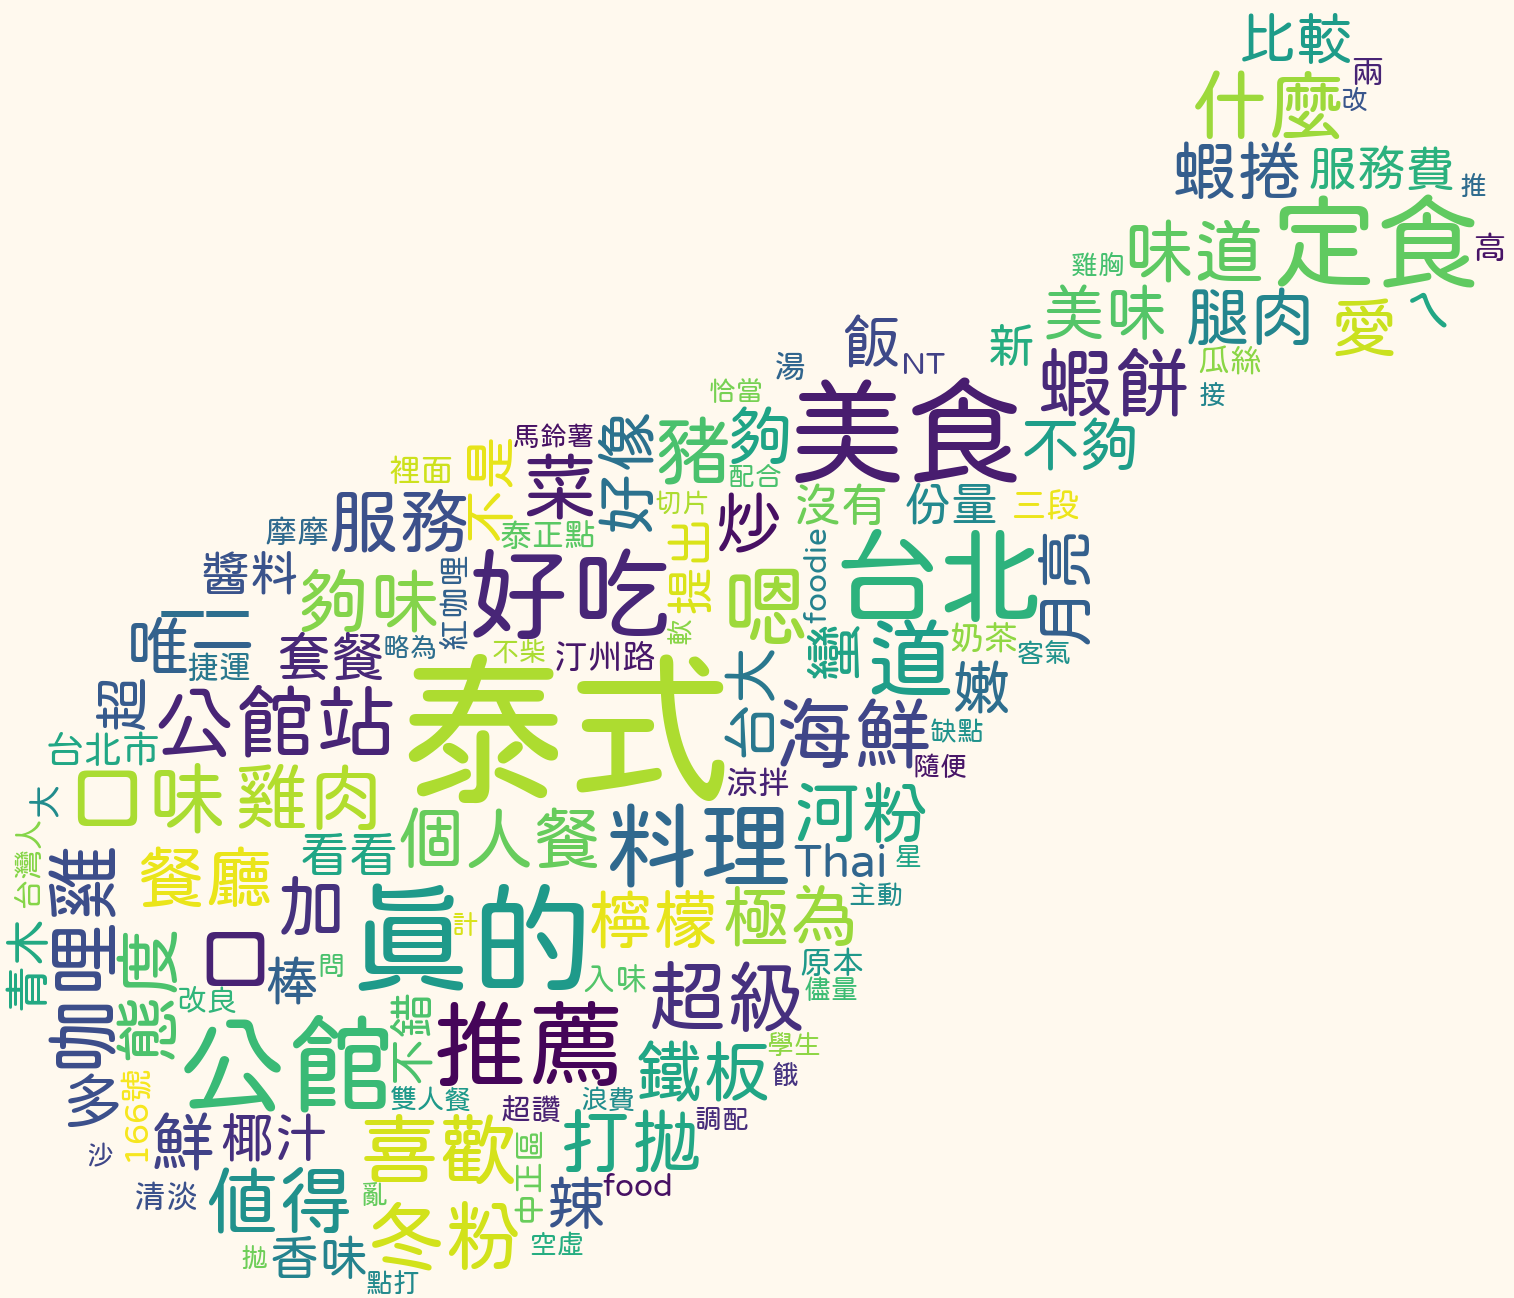 比較
兩
什麼
改
蝦捲
服務費
推
定食
味道
高
雞胸
美味
腿肉
愛
ㄟ
飯
NT
新
蝦餅
瓜絲
湯
接
恰當
美食
豬
夠
不夠
馬鈴薯
好像
不是
裡面
菜
配合
服務
切片
炒
沒有
份量
三段
摩摩
泰正點
提出
台北
月亮
foodie
醬料
夠味
紅咖哩
好吃
嗯
唯一
一
套餐
略為
不柴
汀州路
軟
蠻
道
奶茶
客氣
捷運
超
公館站
泰式
台大
嫩
海鮮
缺點
台北市
隨便
涼拌
口味
雞肉
大
個人餐
料理
河粉
台灣人
看看
Thai
星
雞
餐廳
加
真的
計
檸檬
極為
主動
青木
咖哩
態度
口
棒
問
入味
超級
原本
儘量
改良
不錯
推薦
公館
鐵板
學生
餓
多
166號
雙人餐
超讚
浪費
調配
鮮
椰汁
喜歡
中正區
打拋
沙
清淡
值得
亂
冬粉
辣
food
拋
香味
空虛
點打